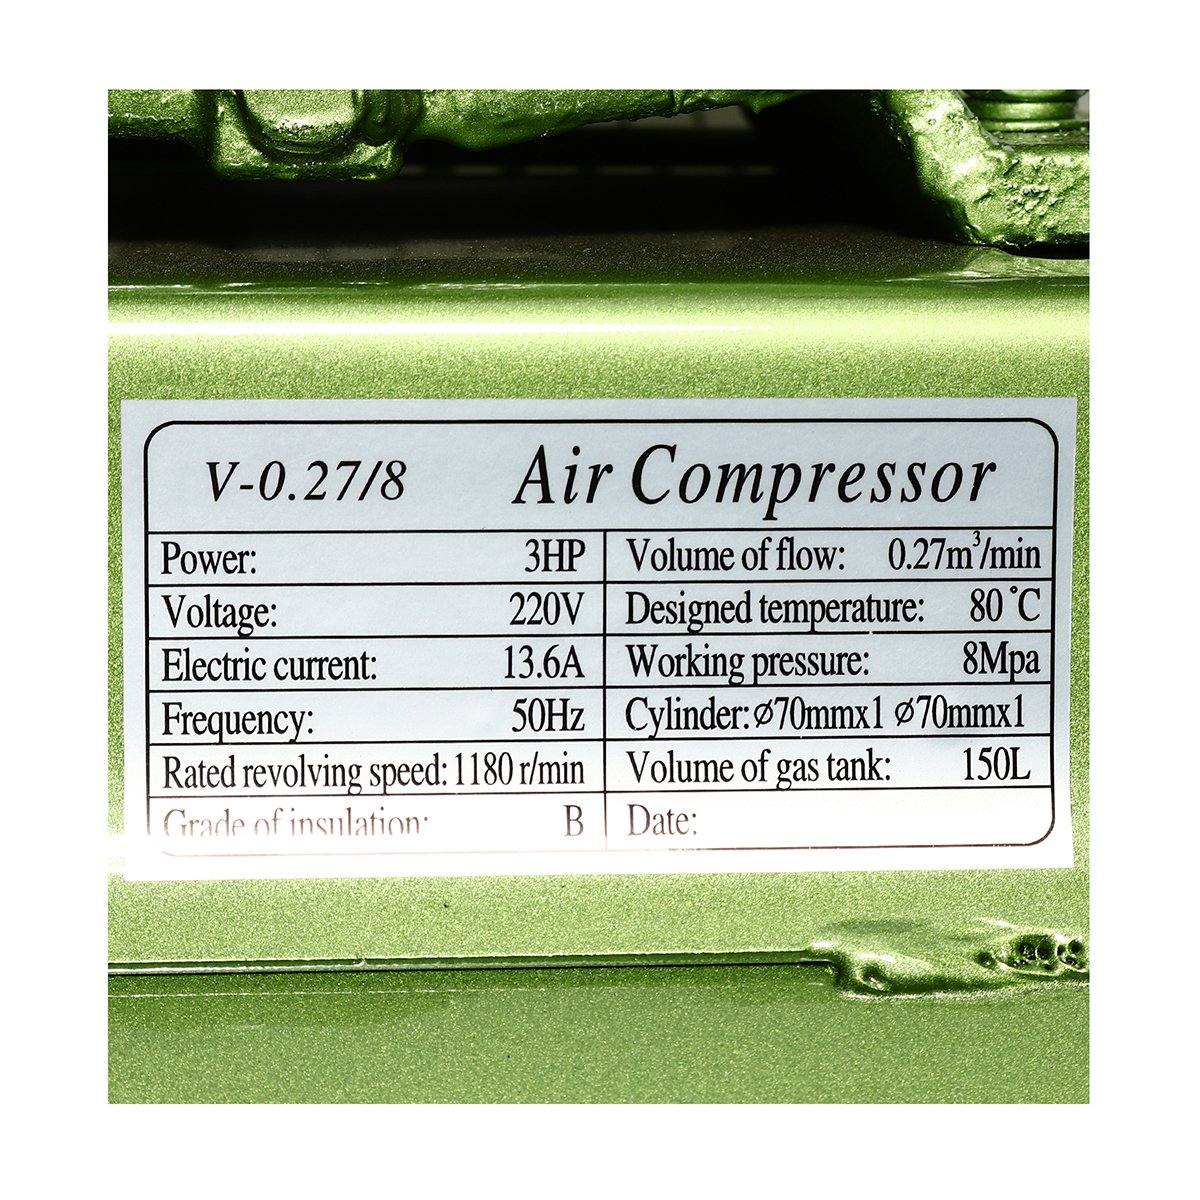 V-0.27/8 Air Compressor
Power: 3HP Volume of flow: 0.27m³/min
Voltage: 220V Designed temperature: 80°C
Electric current: 13.6A Working pressure: 8Mpa
Frequency: 50Hz Cylinder: ø70mmx1 ø70mmx1
Rated revolving speed: 1180 r/min Volume of gas tank: 150L
Grade of insulation: B Date: